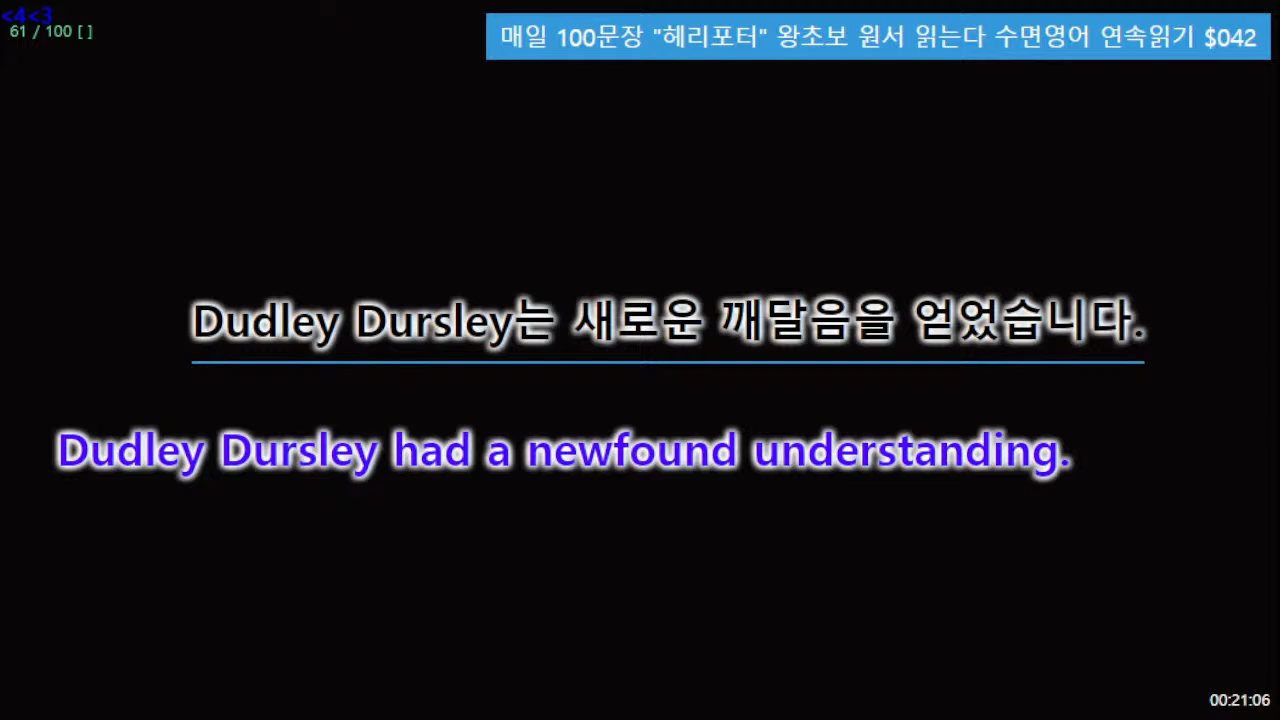 <4<3
61 / 100 [ ]
매일 100문장 "헤리포터" 왕초보 원서 읽는다 수면영어 연속읽기 $042
Dudley Dursley는 새로운 깨달음을 얻었습니다.
Dudley Dursley had a newfound understanding.
00:21:06